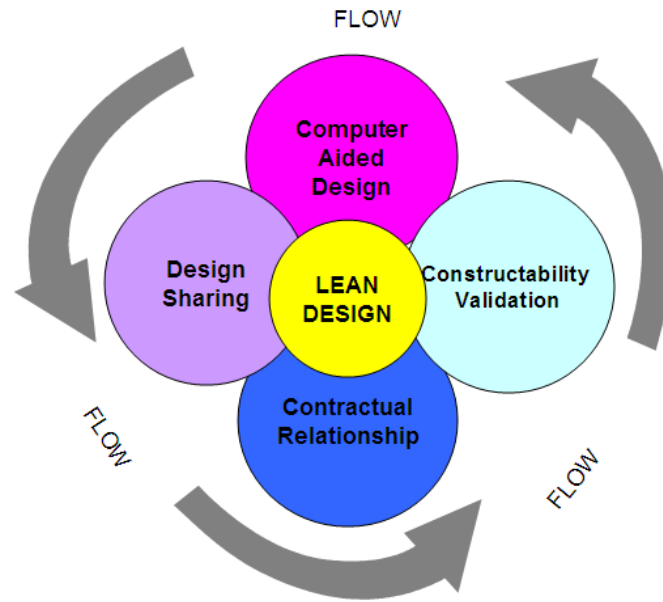 FLOW
Computer
Aided
Design
Design
Sharing
LEAN
DESIGN
Constructability
Validation
Contractual
Relationship
FLOW
FLOW